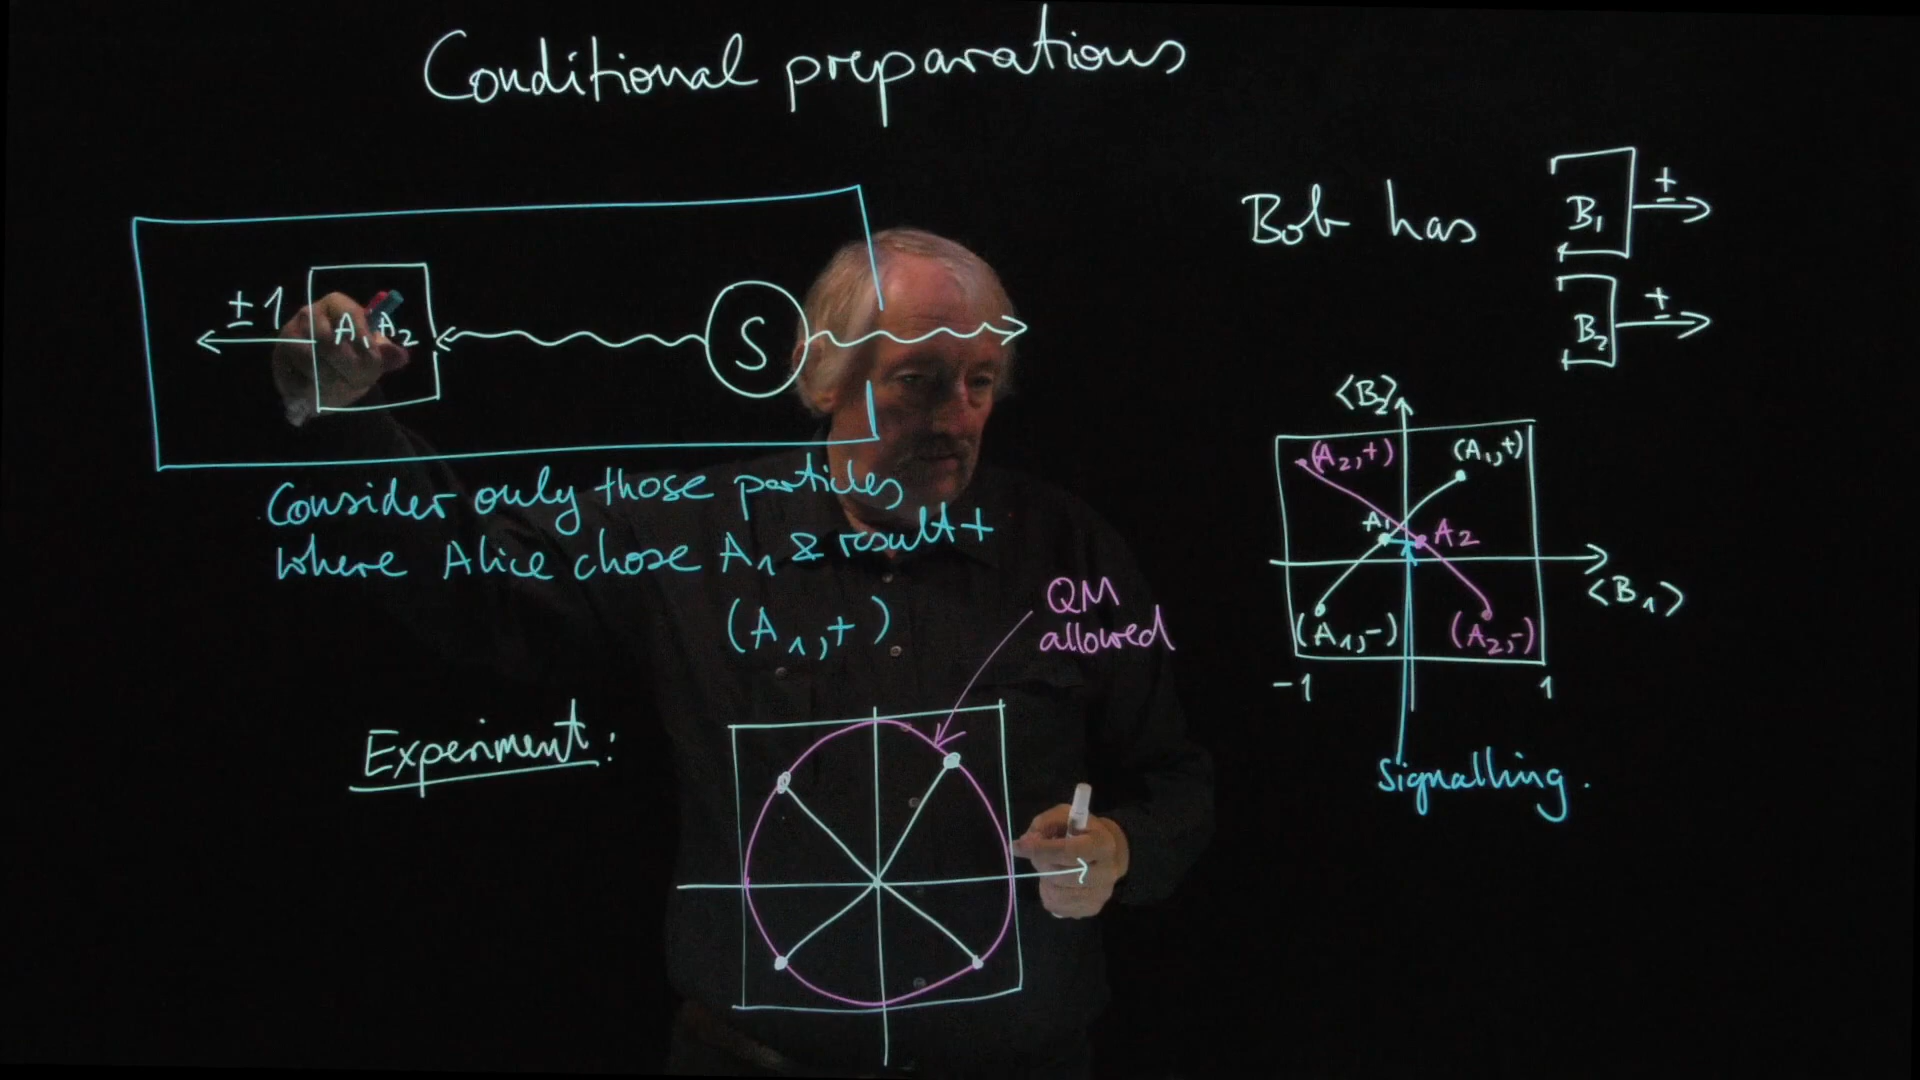 Conditional preparations
± 1
A₁ A₂
S
Consider only those particles
where Alice chose A₁ & result +
(A₁,+)
Experiment:
QM
allowed
Bob has
B₁
±
B₂
±
<B₂>
(A₂,+)
(A₁,+)
A₁
A₂
<B₁>
(A₁,-)
(A₂,-)
-1
1
Signalling.